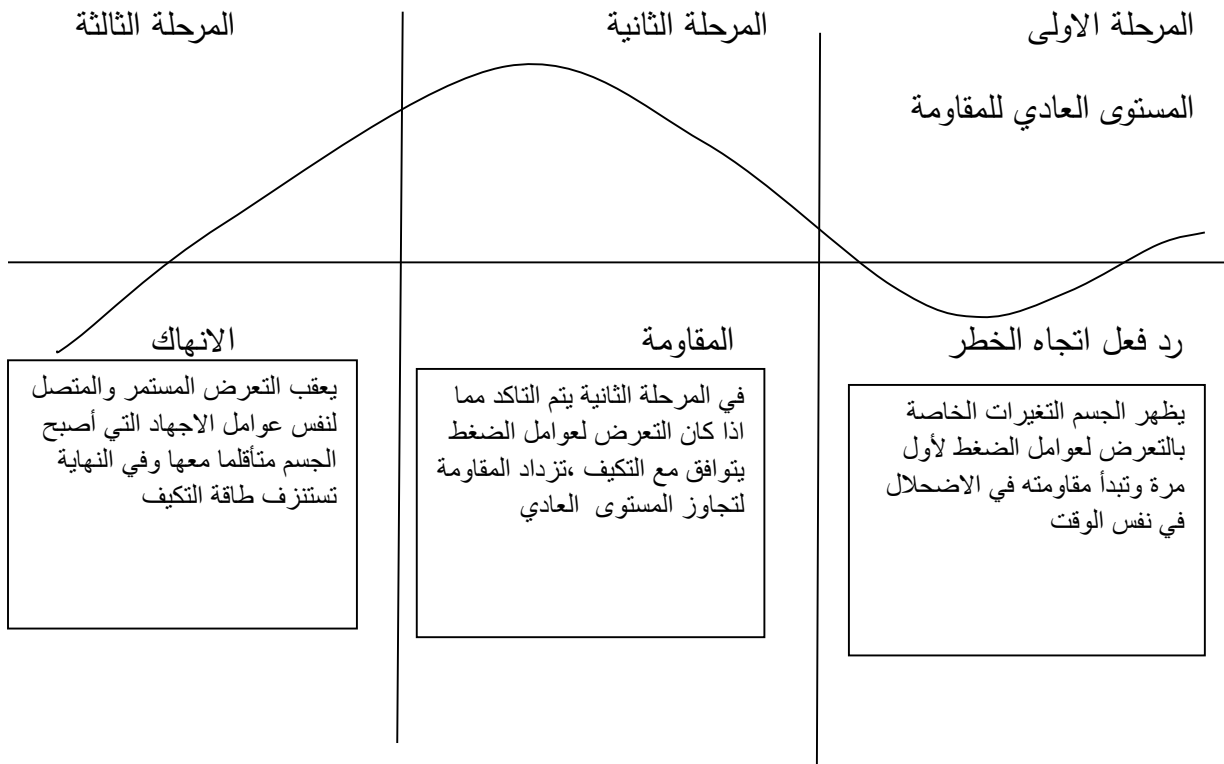 المرحلة الاولى
المرحلة الثانية
المرحلة الثالثة
المستوى العادي للمقاومة
رد فعل اتجاه الخطر
يظهر الجسم التغيرات الخاصة
بالتعرض لعوامل الضغط لأول
مرة وتبدأ مقاومته في الاضحلال
في نفس الوقت
المقاومة
في المرحلة الثانية يتم التاكد مما
اذا كان التعرض لعوامل الضغط
يتوافق مع التكيف ،تزداد المقاومة
لتجاوز المستوى العادي
الانهاك
يعقب التعرض المستمر والمتصل
لنفس عوامل الاجهاد التي أصبح
الجسم متأقلما معها وفي النهاية
تستنزف طاقة التكيف